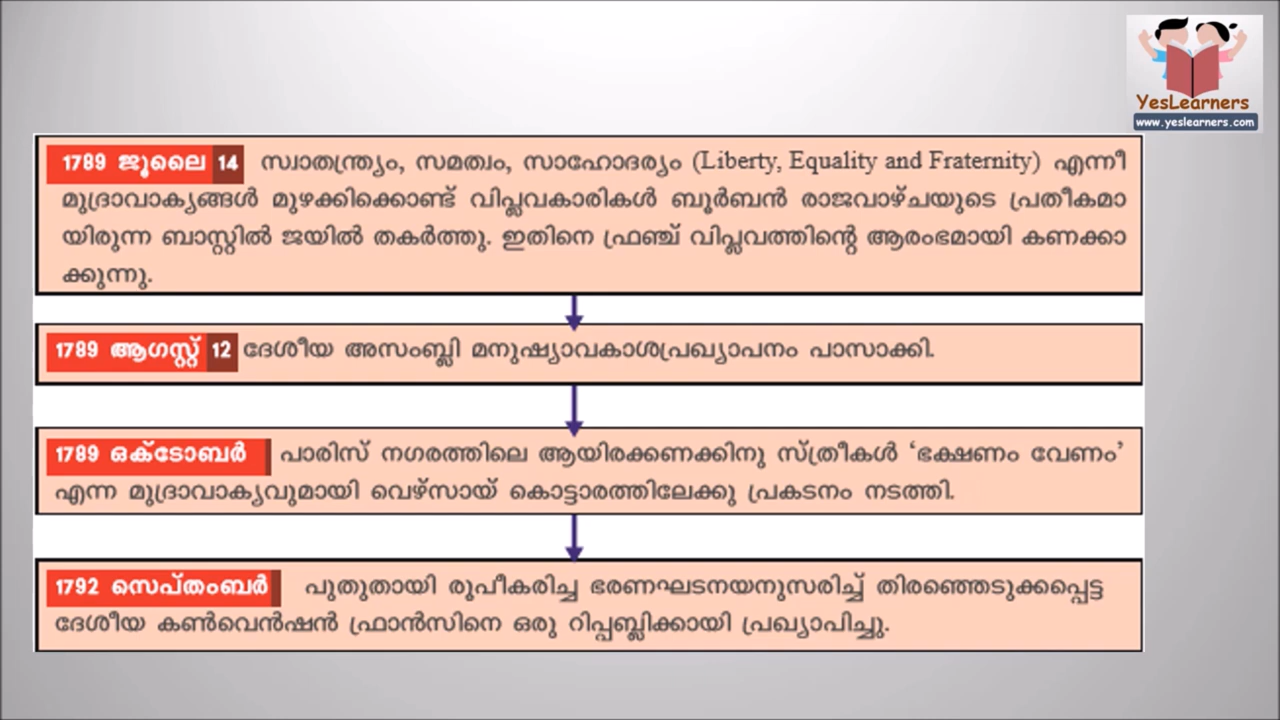 YesLearners
www.yeslearners.com
1789 ജൂലൈ 14 സ്വാതന്ത്ര്യം, സമത്വം, സാഹോദര്യം (Liberty, Equality and Fraternity) എന്നീ
മുദ്രാവാക്യങ്ങൾ മുഴക്കിക്കൊണ്ട് വിപ്ലവകാരികൾ ബൂർബൻ രാജവാഴ്ചയുടെ പ്രതീകമാ
യിരുന്ന ബാസ്റ്റിൽ ജയിൽ തകർത്തു. ഇതിനെ ഫ്രഞ്ച് വിപ്ലവത്തിന്റെ ആരംഭമായി കണക്കാ
ക്കുന്നു.
1789 ആഗസ്റ്റ് 12 ദേശീയ അസംബ്ലി മനുഷ്യാവകാശപ്രഖ്യാപനം പാസാക്കി.
1789 ഒക്ടോബർ പാരിസ് നഗരത്തിലെ ആയിരക്കണക്കിനു സ്ത്രീകൾ ‘ഭക്ഷണം വേണം’
എന്ന മുദ്രാവാക്യവുമായി വെഴ്സായ് കൊട്ടാരത്തിലേക്കു പ്രകടനം നടത്തി.
1792 സെപ്തംബർ പുതുതായി രൂപീകരിച്ച ഭരണഘടനയനുസരിച്ച് തിരഞ്ഞെടുക്കപ്പെട്ട
ദേശീയ കൺവെൻഷൻ ഫ്രാൻസിനെ ഒരു റിപ്പബ്ലിക്കായി പ്രഖ്യാപിച്ചു.